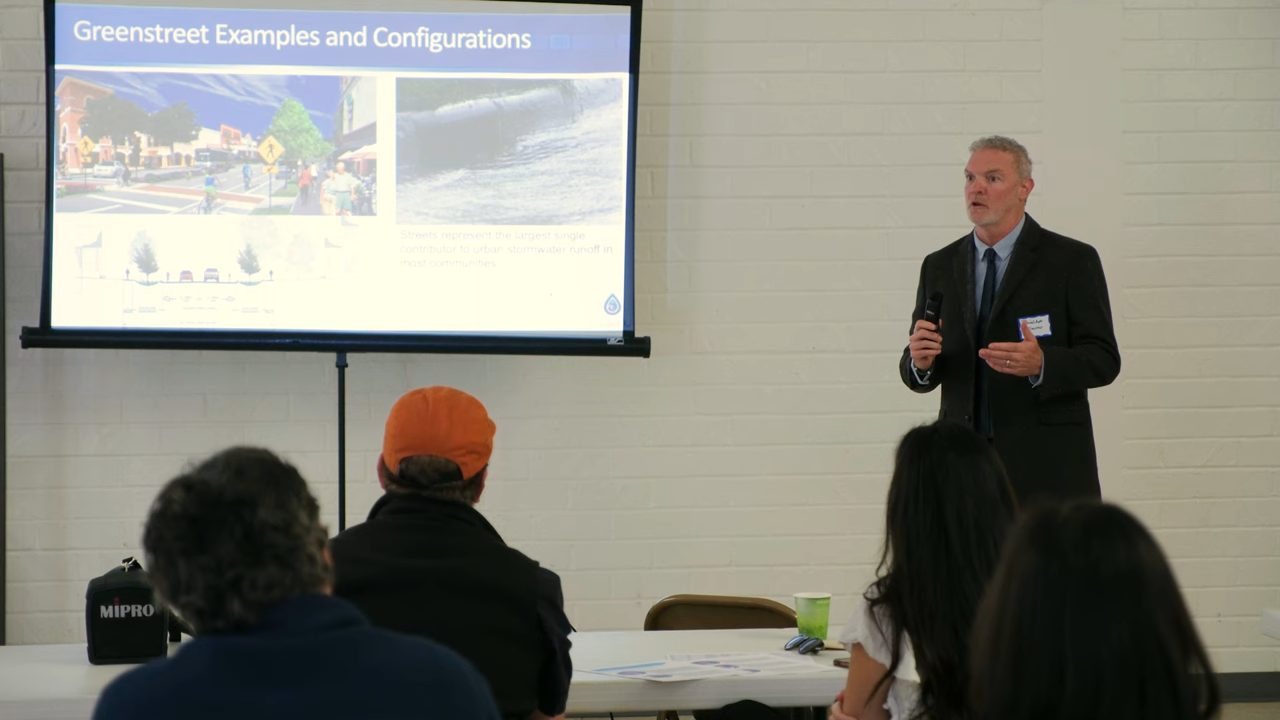 Greenstreet Examples and Configurations
Streets represent the largest single
contributor to urban stormwater runoff in
most communities
MIPRO